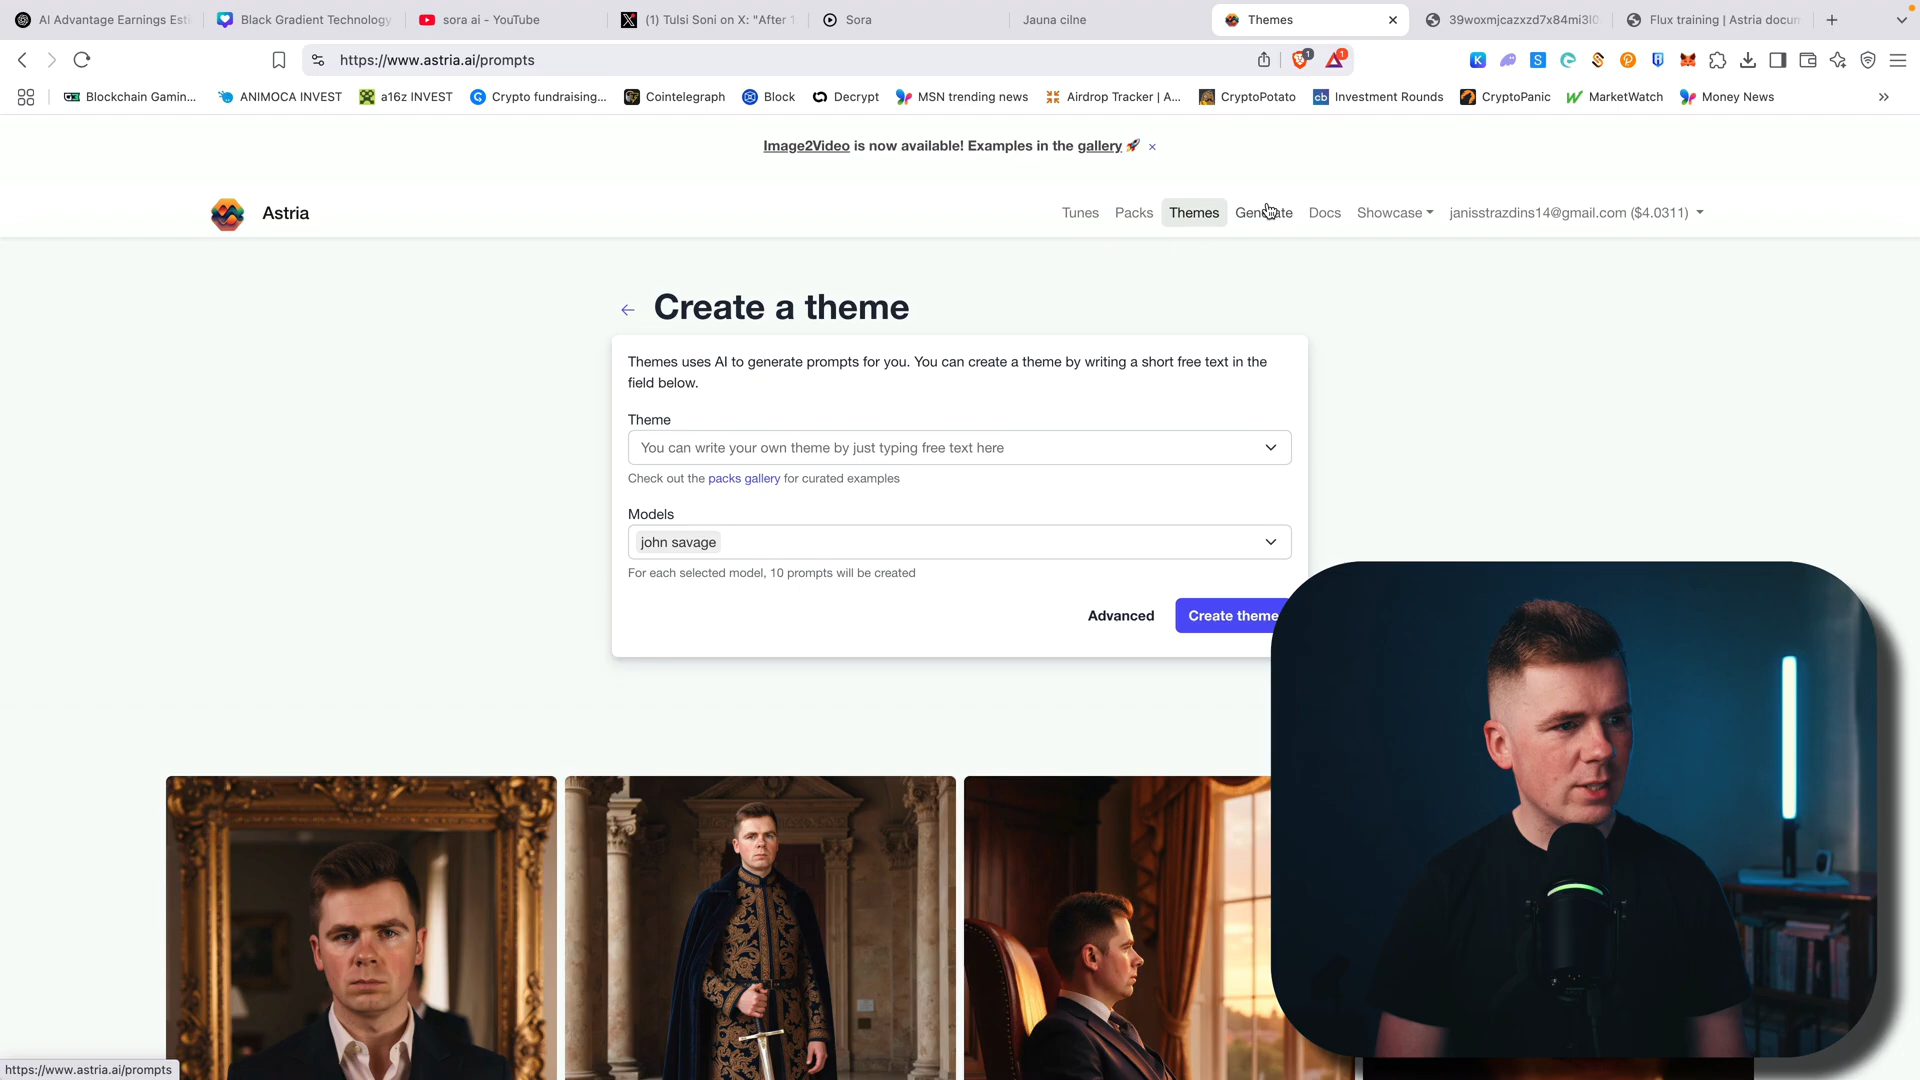 AI Advantage Earnings Esti
Black Gradient Technology
sora ai - YouTube
(1) Tulsi Soni on X: "After 1
Sora
Jauna cilne
Themes
39woxmjcazxzd7x84mi3l0
Flux training | Astria docum
https://www.astria.ai/prompts
1
1
Blockchain Gamin...
ANIMOCA INVEST
a16z INVEST
Crypto fundraising...
Cointelegraph
Block
Decrypt
MSN trending news
Airdrop Tracker | A...
CryptoPotato
Investment Rounds
CryptoPanic
MarketWatch
Money News
Image2Video is now available! Examples in the gallery 🚀 ×
Astria
Tunes
Packs
Themes
Generate
Docs
Showcase
janisstrazdins14@gmail.com ($4.0311)
← Create a theme
Themes uses AI to generate prompts for you. You can create a theme by writing a short free text in the
field below.
Theme
You can write your own theme by just typing free text here
Check out the packs gallery for curated examples
Models
john savage
For each selected model, 10 prompts will be created
Advanced
Create theme
https://www.astria.ai/prompts